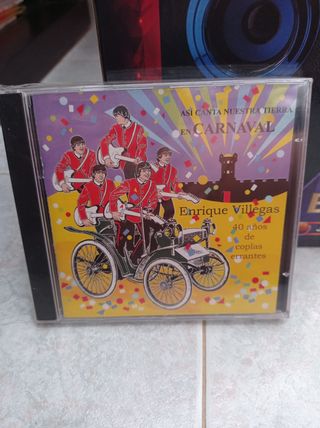 ASÍ CANTA NUESTRA TIERRA
EN CARNAVAL
Enrique Villegas
40 años
de
coplas
errantes